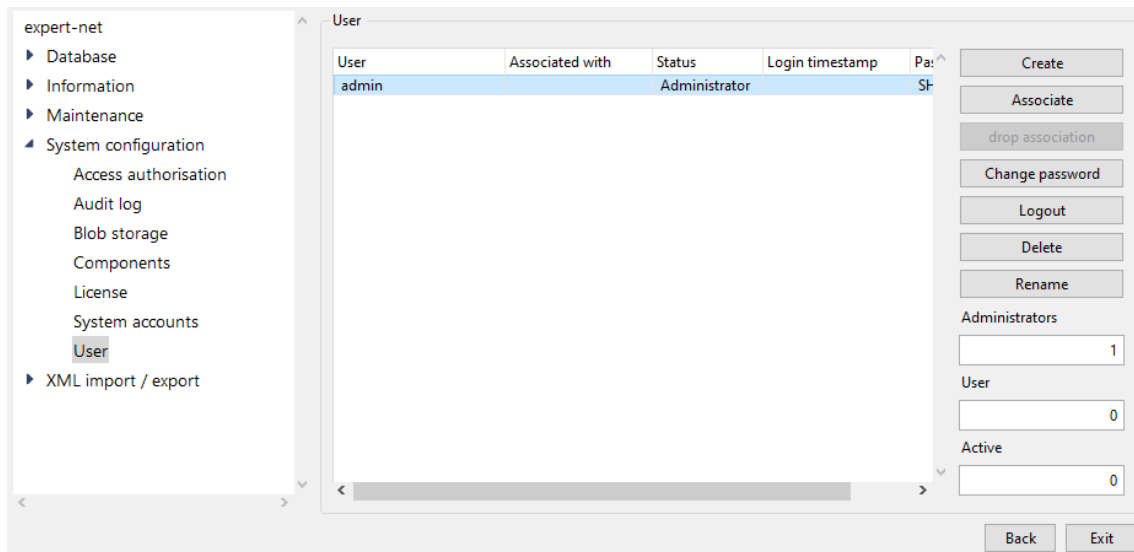 expert-net
Database
Information
Maintenance
System configuration
Access authorisation
Audit log
Blob storage
Components
License
System accounts
User
XML import / export
User
User Associated with Status Login timestamp Pas
admin Administrator SH
Create
Associate
drop association
Change password
Logout
Delete
Rename
Administrators
1
User
0
Active
0
Back Exit